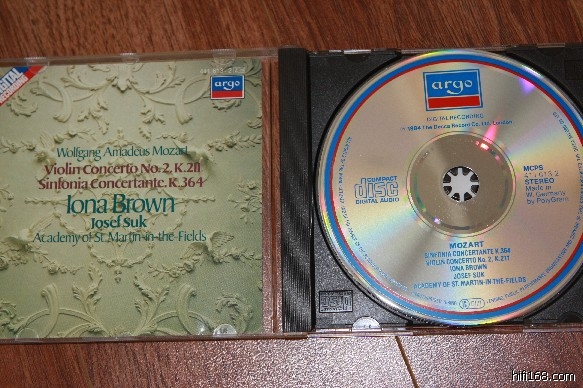 DIGITAL
RECORDING
argo
Wolfgang Amadeus Mozart
Violin Concerto No. 2, K.211
Sinfonia Concertante, K.364
Iona Brown
Josef Suk
Academy of St. Martin-in-the-Fields
argo
DIGITAL RECORDING
1984 The Decca Record Co. Ltd. London
COMPACT
disc
DIGITAL AUDIO
MCPS
STEREO
Made in
W. Germany
by PolyGram
MOZART
SINFONIA CONCERTANTE K.364
VIOLIN CONCERTO No. 2, K.211
IONA BROWN
JOSEF SUK
ACADEMY OF ST. MARTIN-IN-THE-FIELDS
hifi168.com